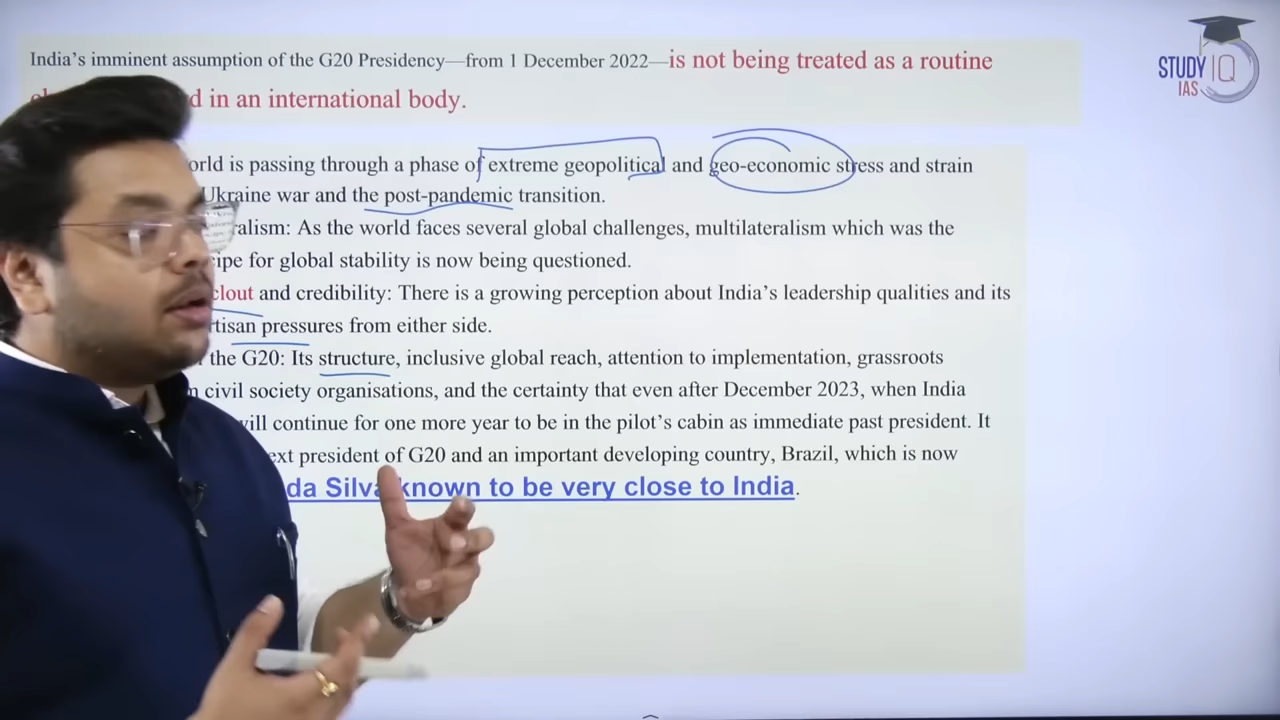 India's imminent assumption of the G20 Presidency—from 1 December 2022—is not being treated as a routine
in an international body.
STUDY IQ
IAS
is passing through a phase of extreme geopolitical and geo-economic stress and strain
Ukraine war and the post-pandemic transition.
As the world faces several global challenges, multilateralism which was the
for global stability is now being questioned.
clout and credibility: There is a growing perception about India's leadership qualities and its
pressures from either side.
the G20: Its structure, inclusive global reach, attention to implementation, grassroots
civil society organisations, and the certainty that even after December 2023, when India
will continue for one more year to be in the pilot's cabin as immediate past president. It
president of G20 and an important developing country, Brazil, which is now
da Silva known to be very close to India.